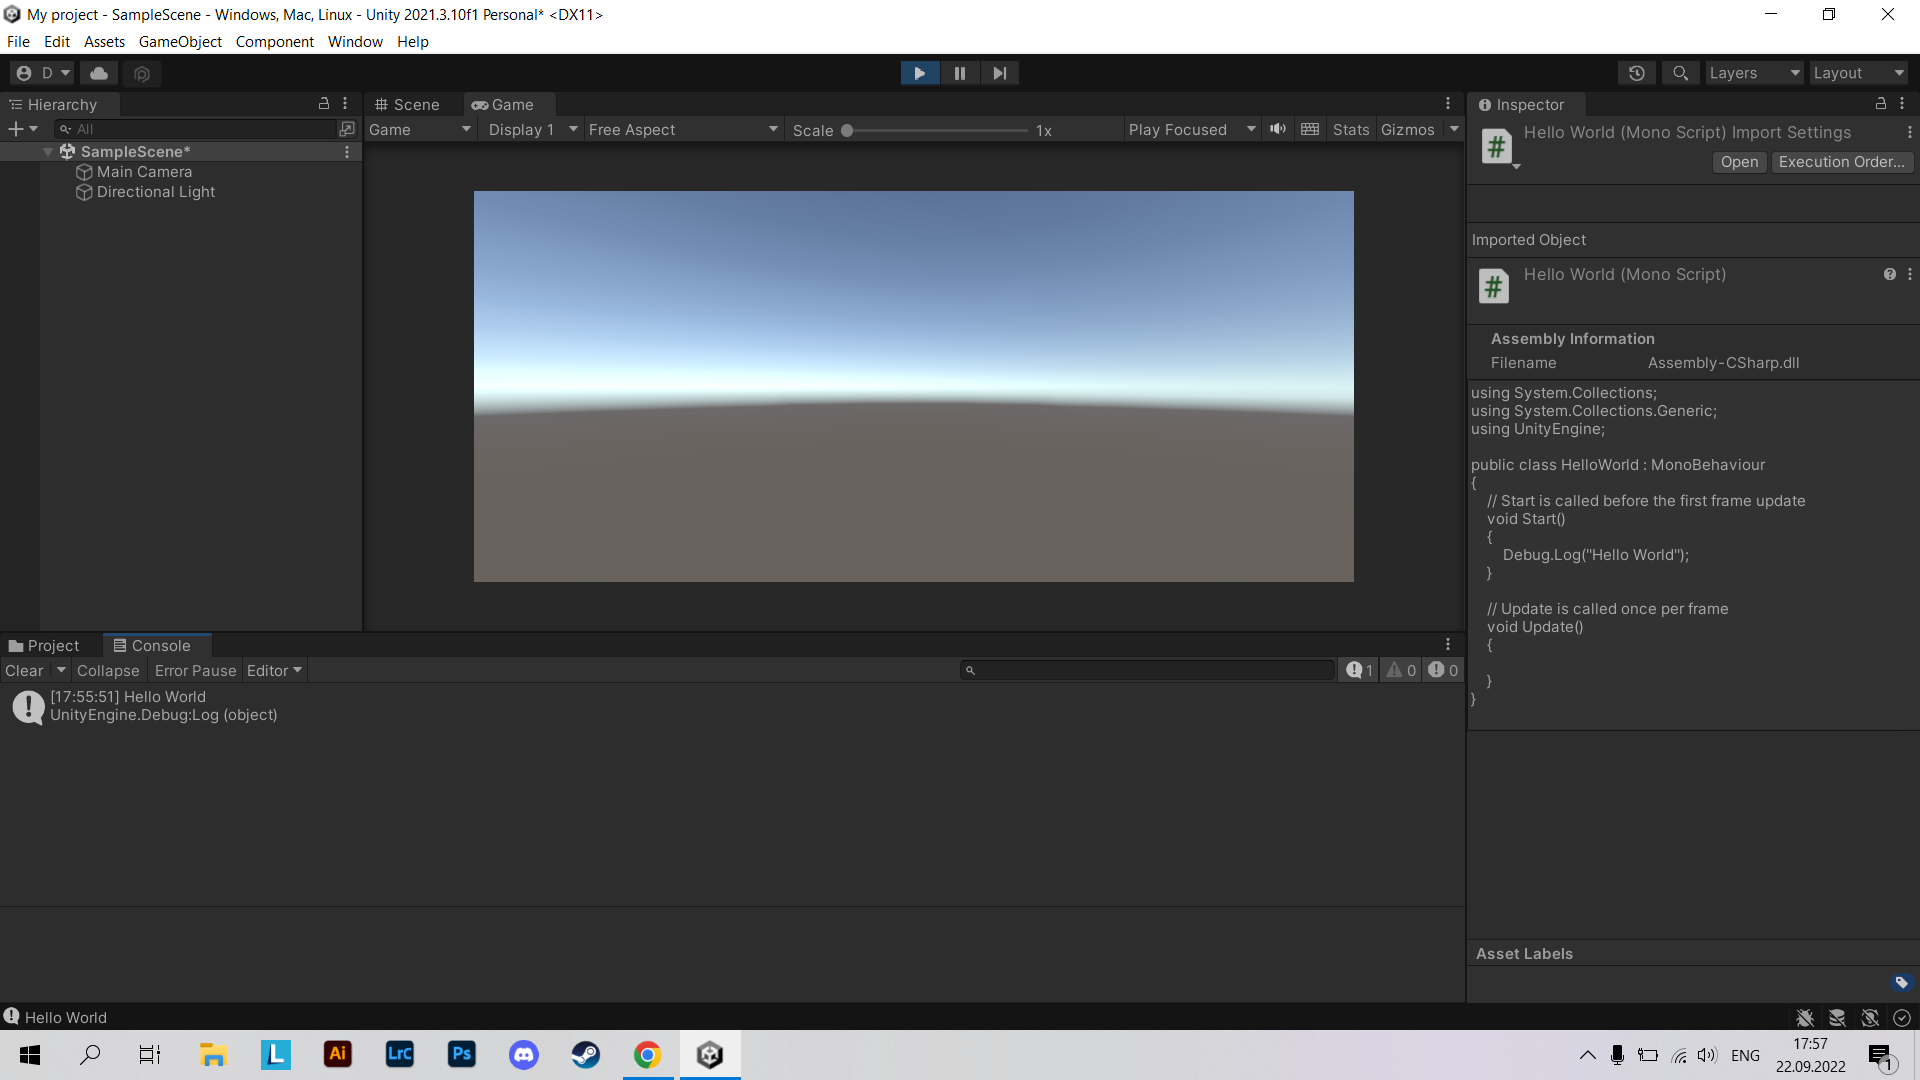 My project - SampleScene - Windows, Mac, Linux - Unity 2021.3.10f1 Personal* <DX11>
File Edit Assets GameObject Component Window Help
D Layers Layout
Hierarchy
All
SampleScene*
Main Camera
Directional Light
Scene Game
Game Display 1 Free Aspect Scale 1x Play Focused Stats Gizmos
Inspector
Hello World (Mono Script) Import Settings
Open Execution Order...
Imported Object
Hello World (Mono Script)
Assembly Information
Filename Assembly-CSharp.dll
using System.Collections;
using System.Collections.Generic;
using UnityEngine;
public class HelloWorld : MonoBehaviour
{
// Start is called before the first frame update
void Start()
{
Debug.Log("Hello World");
}
// Update is called once per frame
void Update()
{
}
}
Asset Labels
Project Console
Clear Collapse Error Pause Editor 1 0 0
[17:55:51] Hello World
UnityEngine.Debug:Log (object)
Hello World
L Ai LrC Ps ENG 17:57
22.09.2022 1